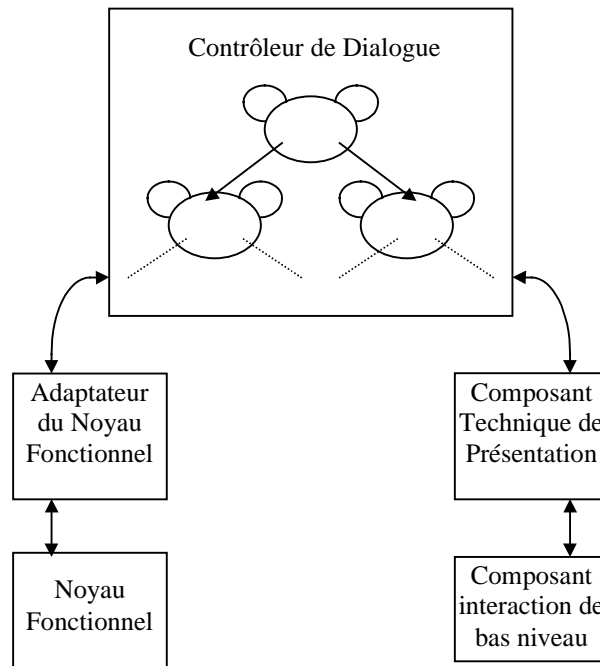 Contrôleur de Dialogue
Adaptateur
du Noyau
Fonctionnel
Composant
Technique de
Présentation
Noyau
Fonctionnel
Composant
interaction de
bas niveau